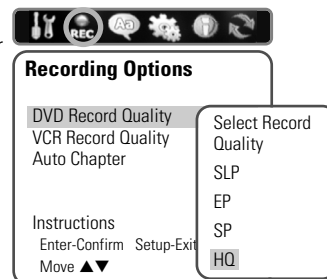 REC
Aa
i
Recording Options
DVD Record Quality
VCR Record Quality
Auto Chapter
Instructions
Enter-Confirm Setup-Exit
Move ▲▼
Select Record
Quality
SLP
EP
SP
HQ